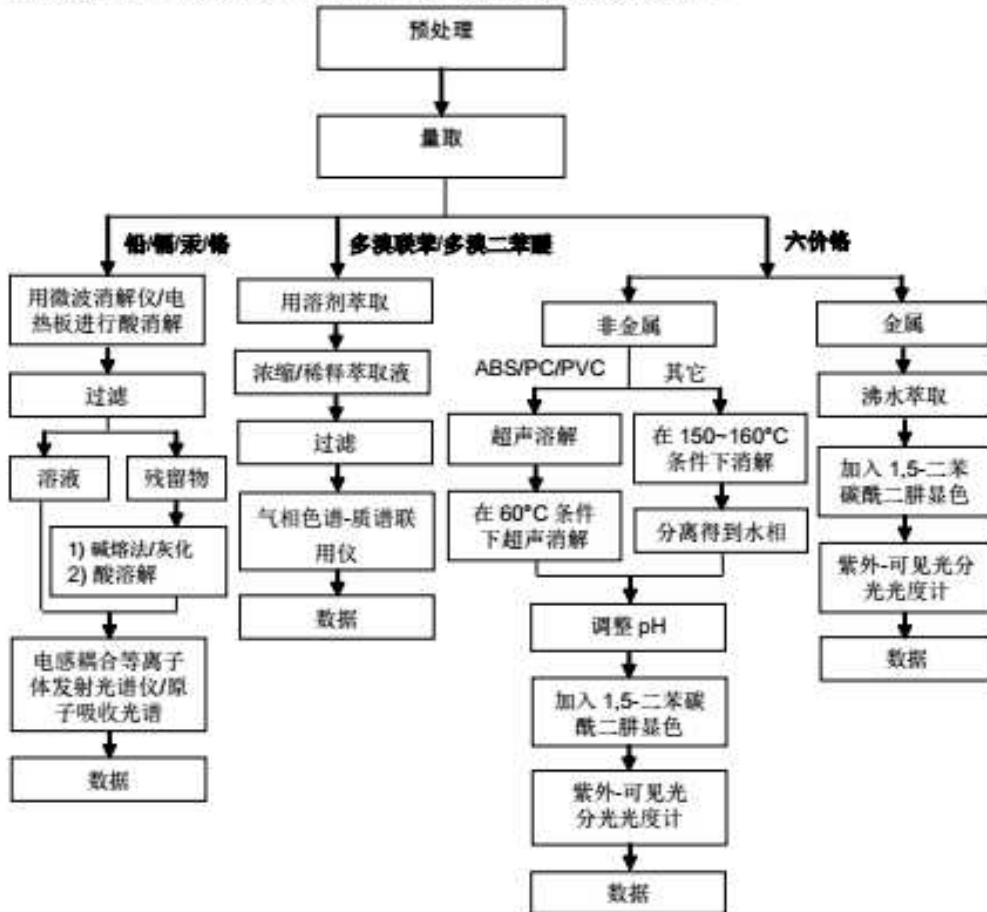 预处理
量取
铅/镉/汞/铬
用微波消解仪/电
热板进行酸消解
过滤
溶液
残留物
1) 碱熔法/灰化
2) 酸溶解
电感耦合等离子
体发射光谱仪/原
子吸收光谱
数据
多溴联苯/多溴二苯醚
用溶剂萃取
浓缩/稀释萃取液
过滤
气相色谱-质谱联
用仪
数据
六价铬
非金属
ABS/PC/PVC
其它
超声溶解
在 60°C 条件
下超声消解
在 150~160°C
条件下消解
分离得到水相
调整 pH
加入 1,5-二苯碳
酰二肼显色
紫外-可见光
分光光度计
数据
金属
沸水萃取
加入 1,5-二苯
碳酰二肼显色
紫外-可见光分
光光度计
数据